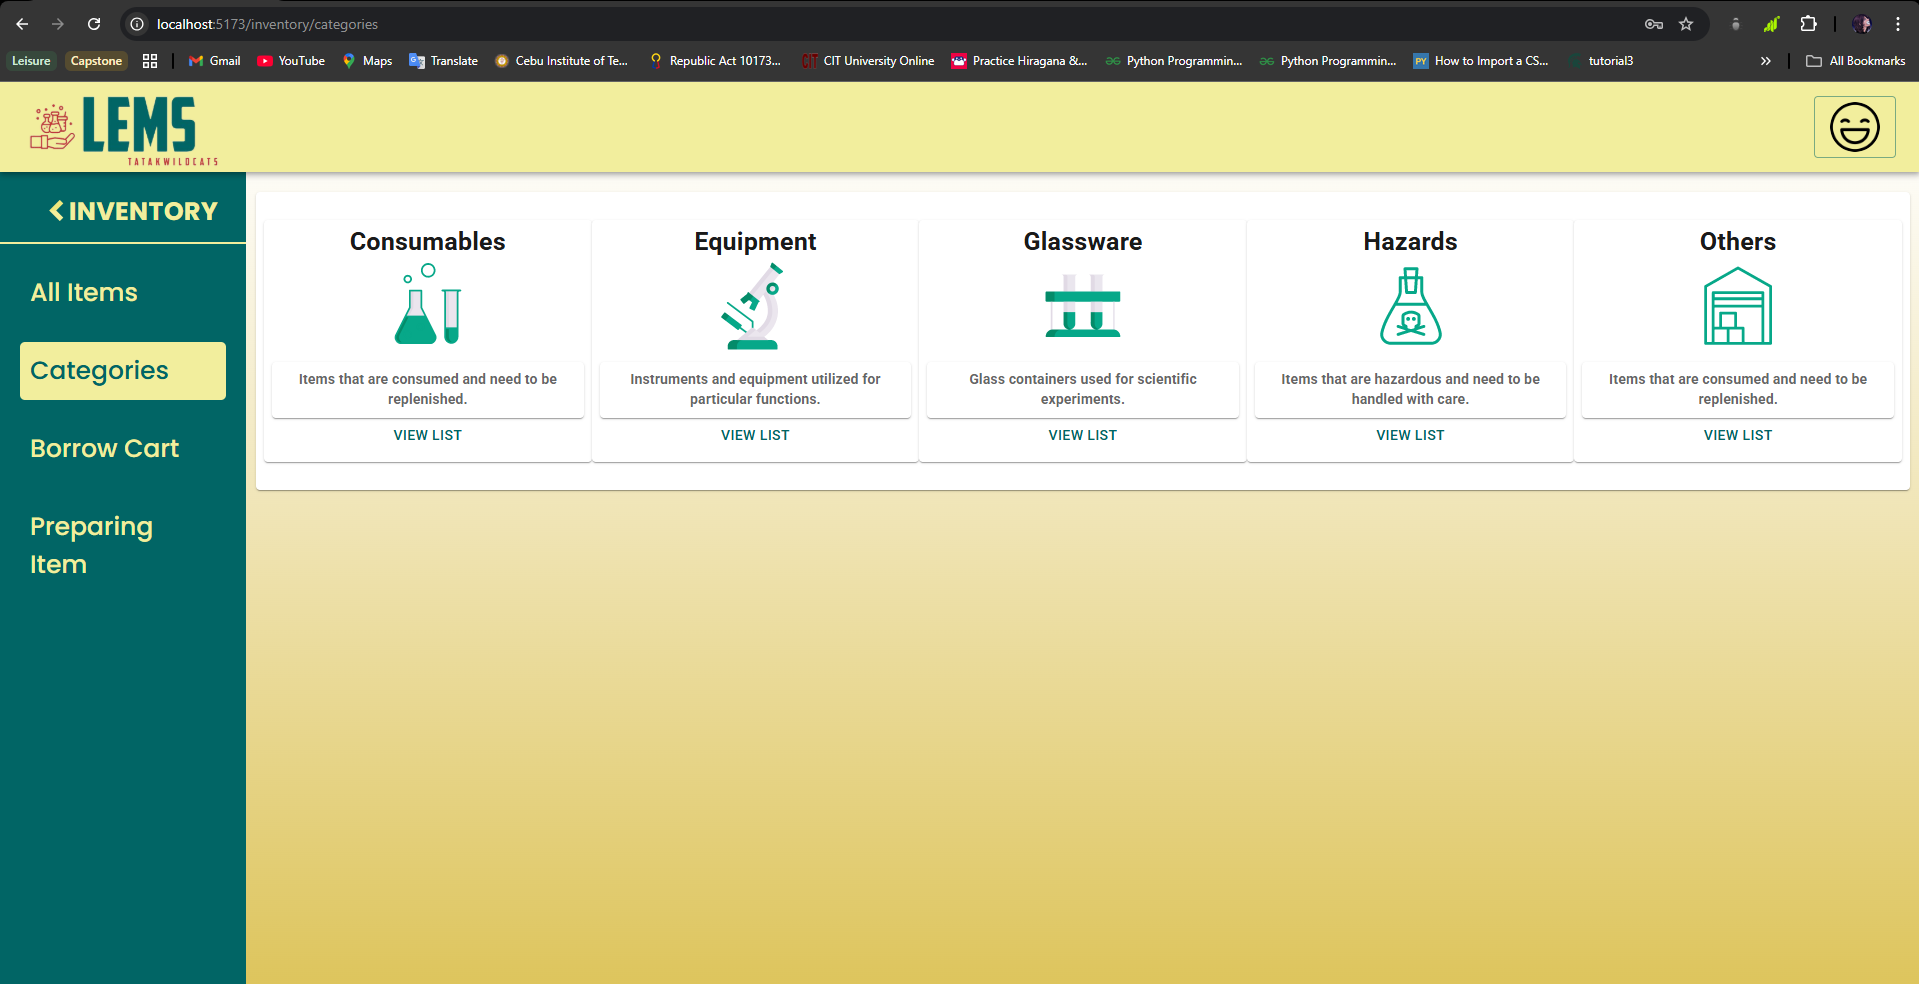 localhost:5173/inventory/categories
Leisure Capstone Gmail YouTube Maps Translate Cebu Institute of Te... Republic Act 10173... CIT University Online Practice Hiragana &... Python Programmin... Python Programmin... How to Import a CS... tutorial3 » All Bookmarks
LEMS
TATAKWILDCATS
INVENTORY
All Items
Categories
Borrow Cart
Preparing
Item
Consumables
Items that are consumed and need to be
replenished.
VIEW LIST
Equipment
Instruments and equipment utilized for
particular functions.
VIEW LIST
Glassware
Glass containers used for scientific
experiments.
VIEW LIST
Hazards
Items that are hazardous and need to be
handled with care.
VIEW LIST
Others
Items that are consumed and need to be
replenished.
VIEW LIST